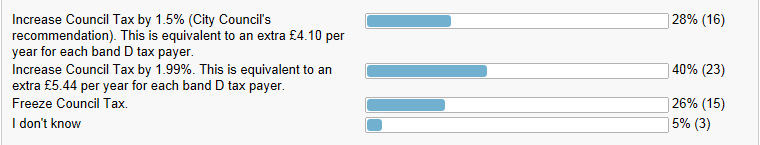 Increase Council Tax by 1.5% (City Council's
recommendation). This is equivalent to an extra £4.10 per
year for each band D tax payer.
28% (16)
Increase Council Tax by 1.99%. This is equivalent to an
extra £5.44 per year for each band D tax payer.
40% (23)
Freeze Council Tax.
26% (15)
I don't know
5% (3)